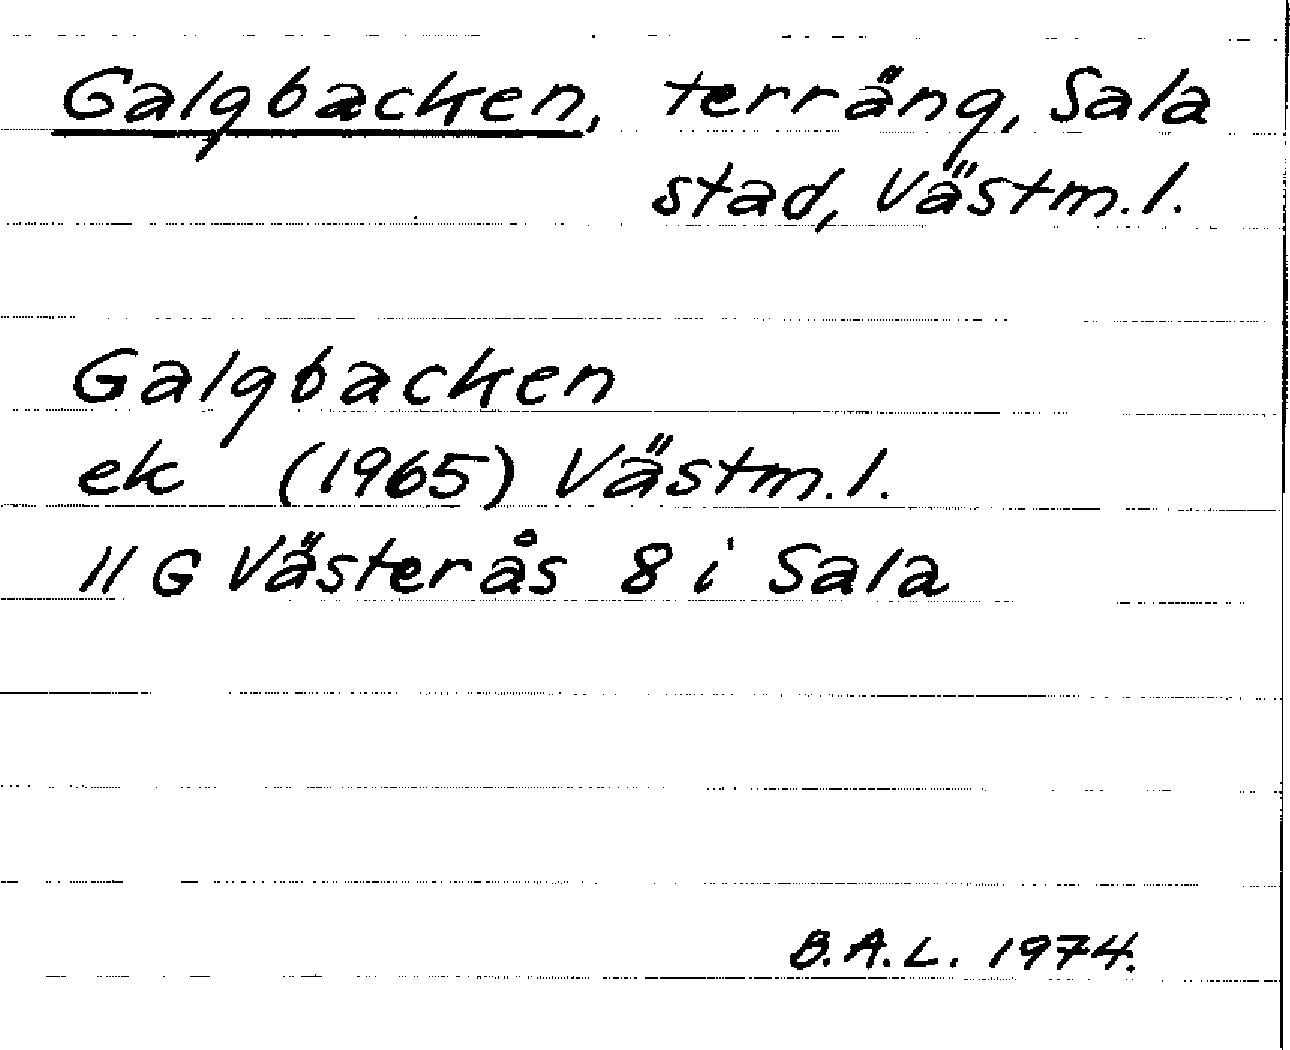 Galgbacken, terräng, Sala
stad, Västm.l.
Galgbacken
ek (1965) Västm.l.
11 G Västerås 8 i Sala
B.A.L. 1974.